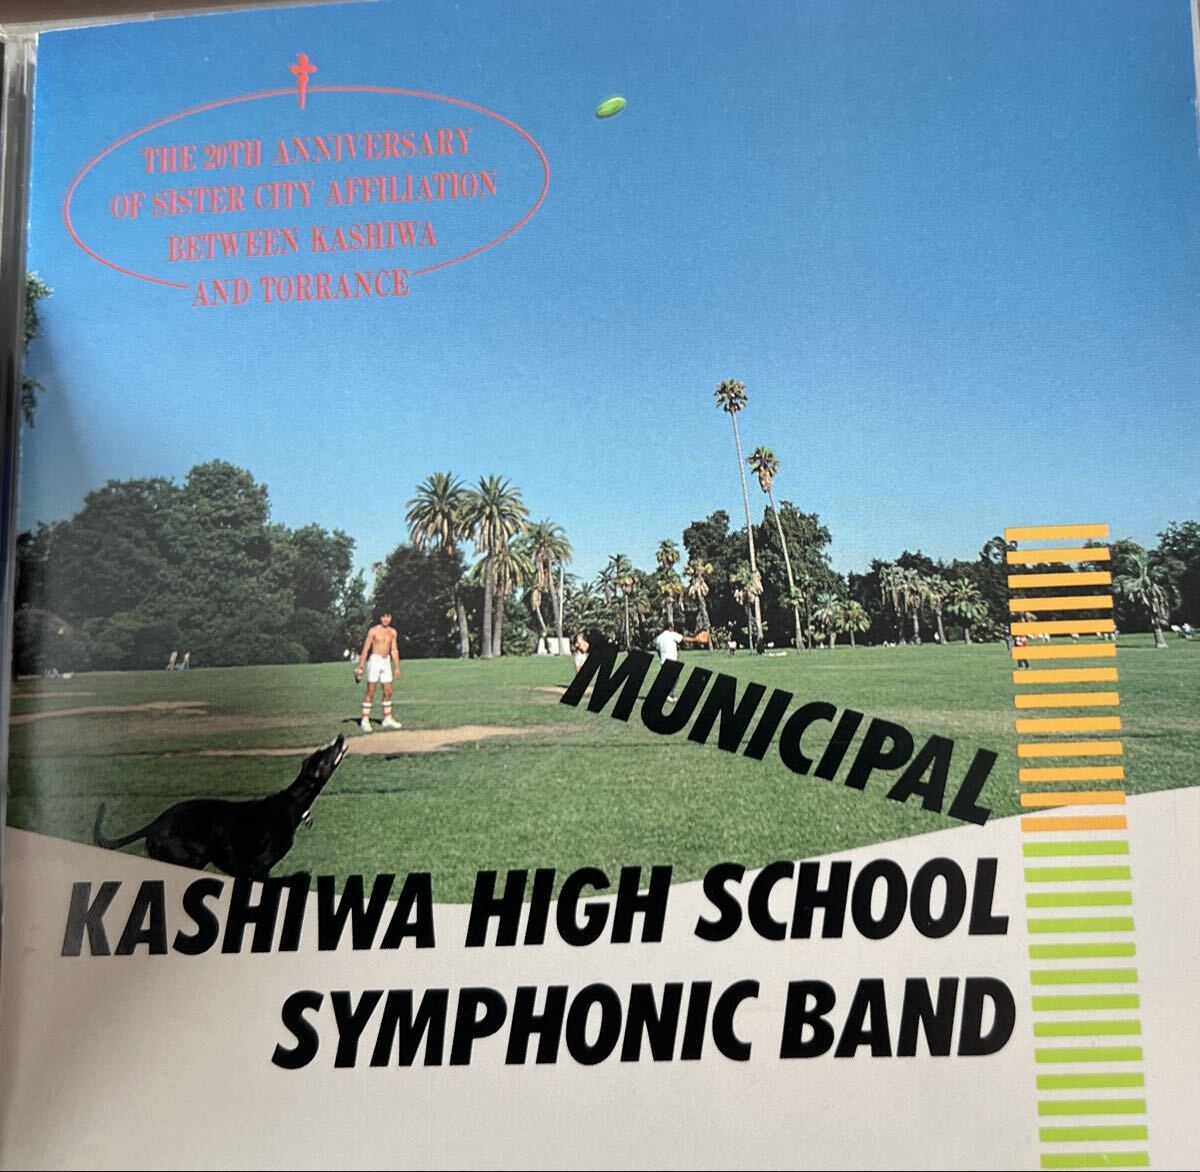 THE 20TH ANNIVERSARY
OF SISTER CITY AFFILIATION
BETWEEN KASHIWA
AND TORRANCE
MUNICIPAL
KASHIWA HIGH SCHOOL
SYMPHONIC BAND